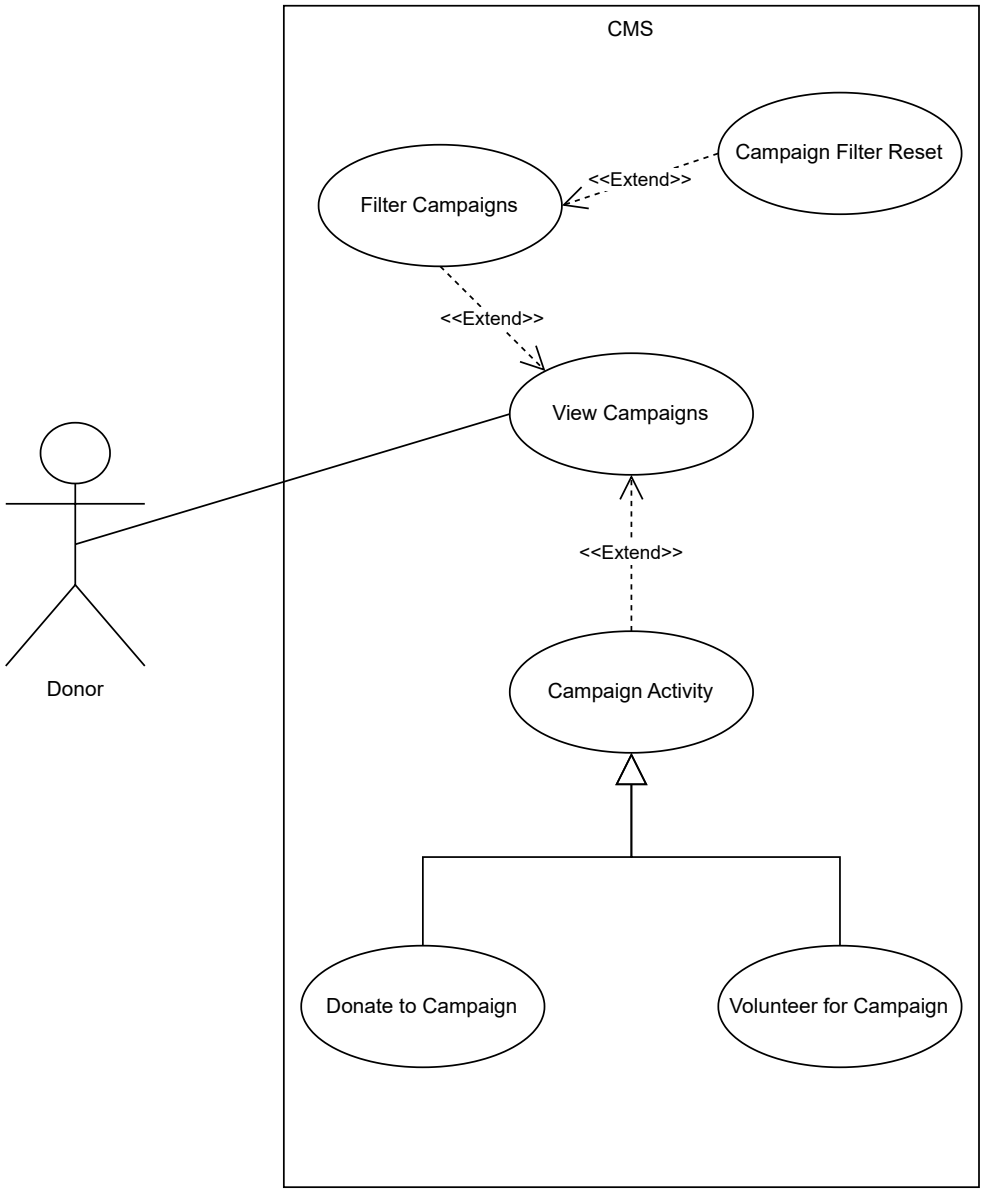 CMS
Campaign Filter Reset
<<Extend>>
Filter Campaigns
<<Extend>>
View Campaigns
<<Extend>>
Donor
Campaign Activity
Donate to Campaign
Volunteer for Campaign